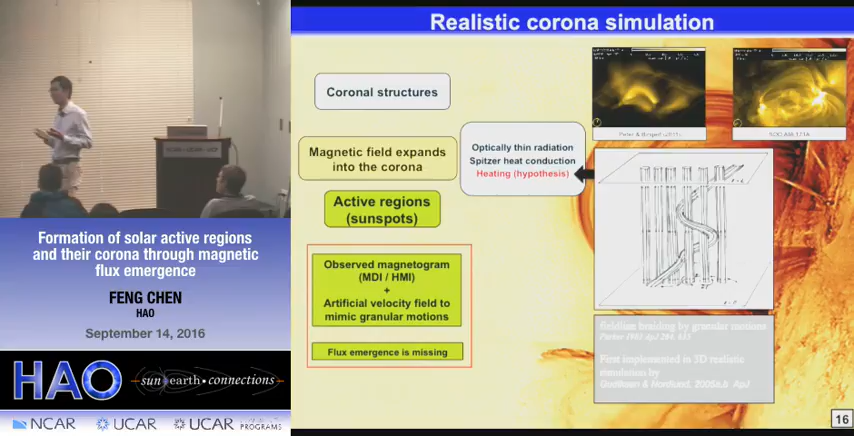 Realistic corona simulation
Coronal structures
Magnetic field expands
into the corona
Optically thin radiation
Spitzer heat conduction
Heating (hypothesis)
Active regions
(sunspots)
Observed magnetogram
(MDI / HMI)
+
Artificial velocity field to
mimic granular motions
Flux emergence is missing
fieldline braiding by granular motions
Parker 1983 ApJ
First implemented in 3D realistic
simulation by
Gudiksen & Nordlund, 2005a,b ApJ
16
Formation of solar active regions
and their corona through magnetic
flux emergence
FENG CHEN
HAO
September 14, 2016
HAO
sun earth • connections
NCAR
UCAR
UCAR
PROGRAMS